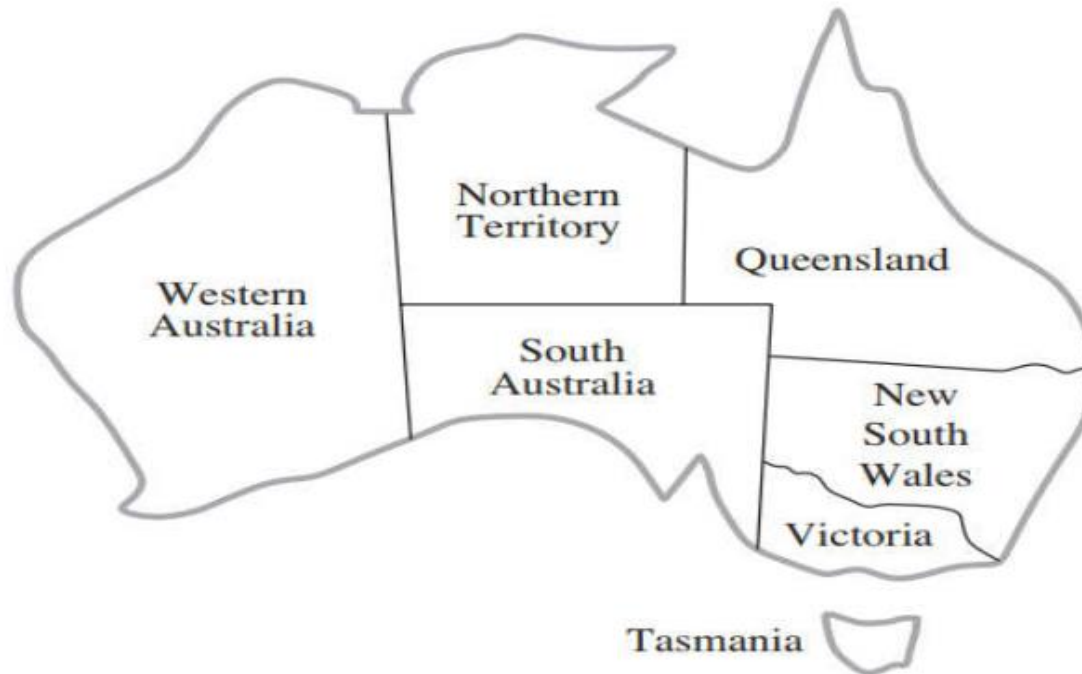 Northern
Territory
Queensland
Western
Australia
South
Australia
New
South
Wales
Victoria
Tasmania